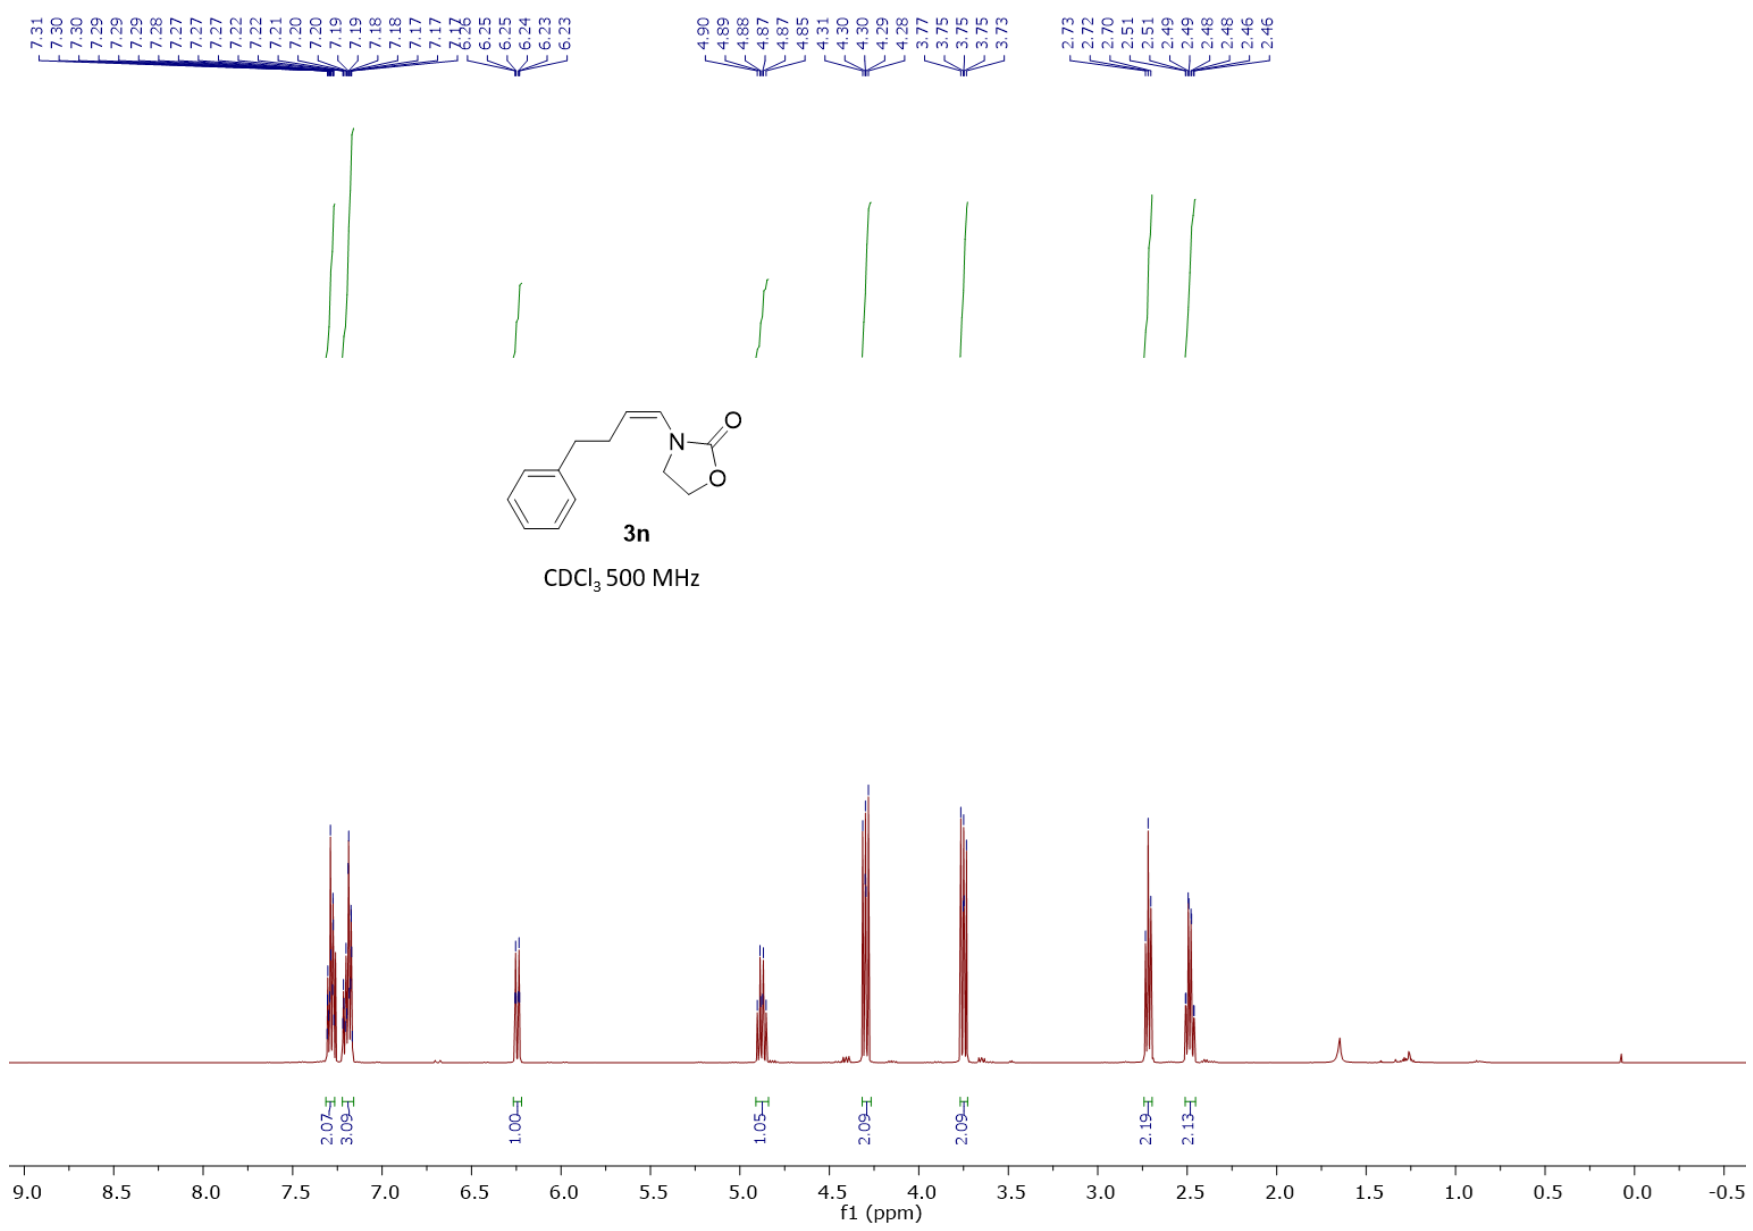 7.31 7.30 7.30 7.29 7.29 7.29 7.28 7.27 7.27 7.27 7.22 7.22 7.21 7.20 7.20 7.19 7.19 7.18 7.18 7.17 7.17 7.17 6.26 6.25 6.25 6.24 6.23 6.23 4.90 4.89 4.88 4.87 4.87 4.85 4.31 4.30 4.30 4.29 4.28 3.77 3.75 3.75 3.75 3.73 2.73 2.72 2.70 2.51 2.51 2.49 2.49 2.48 2.48 2.46 2.46
O
N
O
3n
CDCl₃ 500 MHz
2.07 3.09 1.00 1.05 2.09 2.09 2.19 2.13
9.0 8.5 8.0 7.5 7.0 6.5 6.0 5.5 5.0 4.5 4.0 3.5 3.0 2.5 2.0 1.5 1.0 0.5 0.0 -0.5
f1 (ppm)